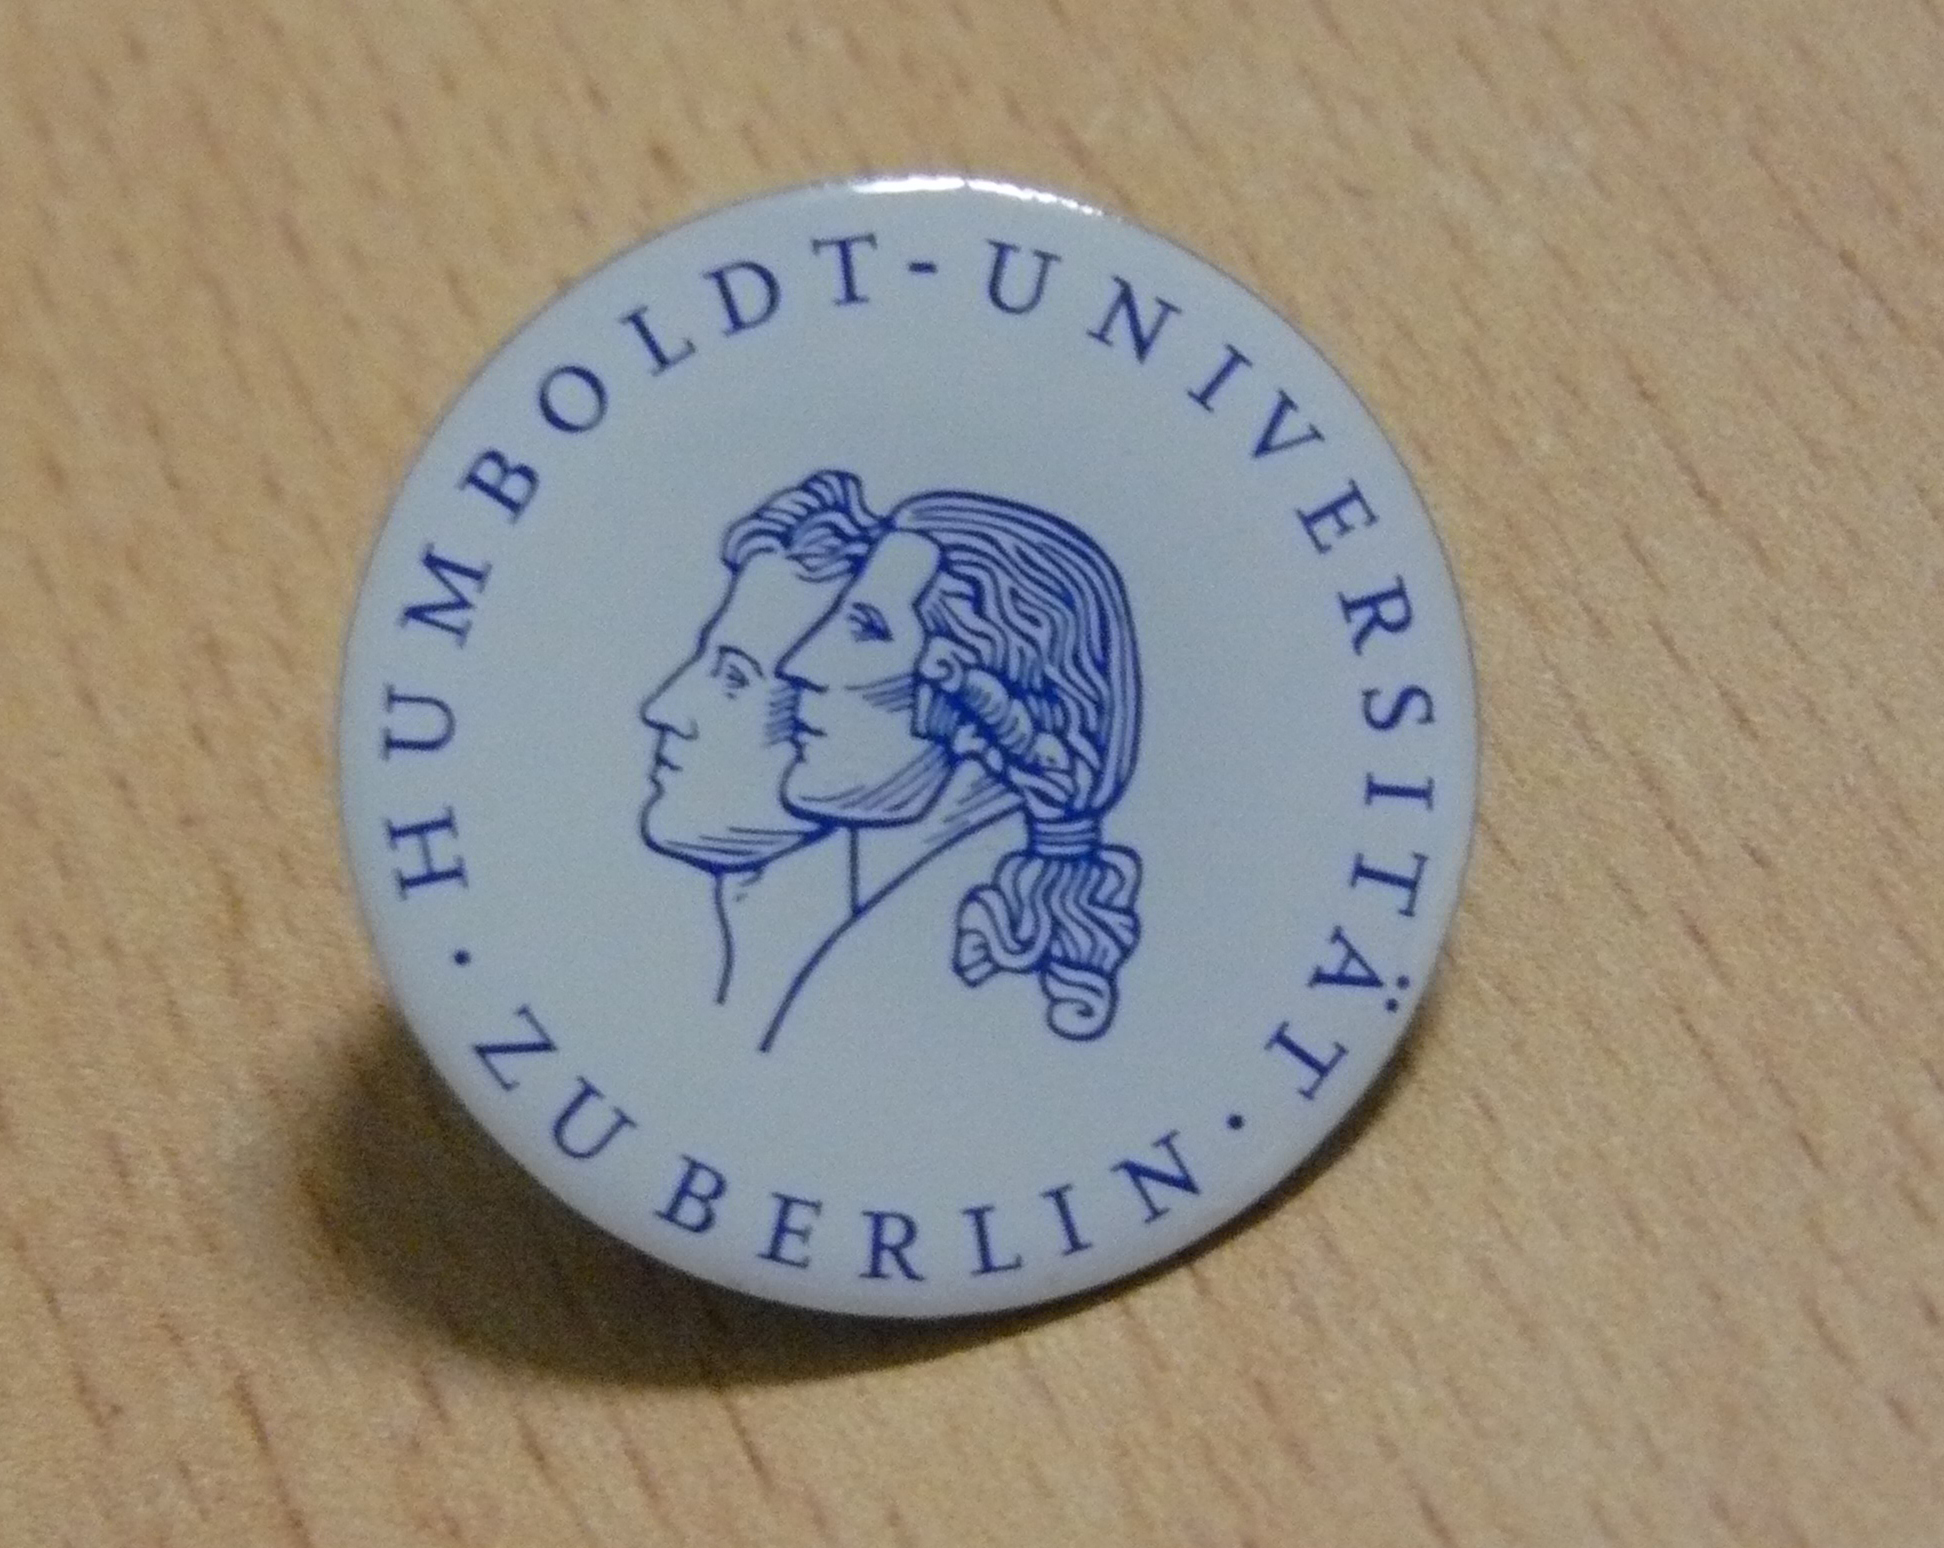 HUMBOLDT-UNIVERSITÄT
· ZU BERLIN ·